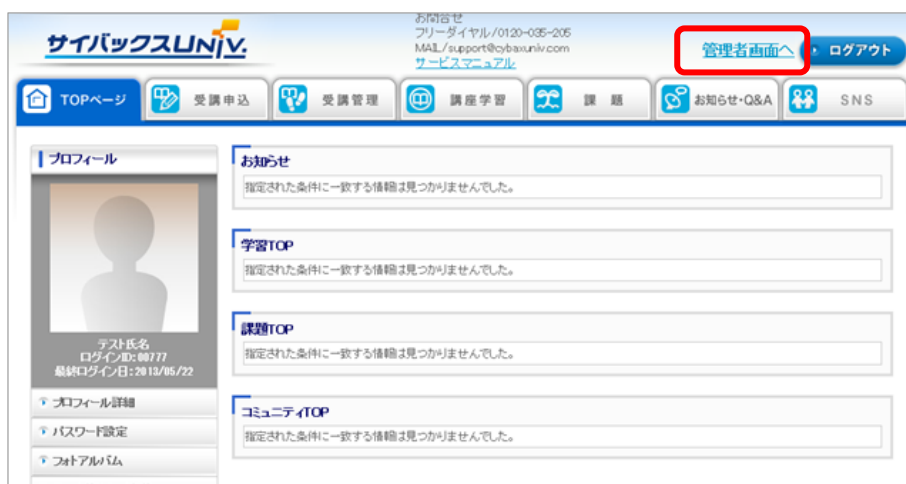 サイバックスUNIV.
お問合せ
フリーダイヤル/0120-035-205
MAIL/support@cybaxuniv.com
サービスマニュアル
管理者画面へ
ログアウト
TOPページ
受講申込
受講管理
講座学習
課 題
お知らせ・Q&A
SNS
プロフィール
テスト氏名
ログインID:00777
最終ログイン日:2013/05/22
プロフィール詳細
パスワード設定
フォトアルバム
お知らせ
指定された条件に一致する情報は見つかりませんでした。
学習TOP
指定された条件に一致する情報は見つかりませんでした。
課題TOP
指定された条件に一致する情報は見つかりませんでした。
コミュニティTOP
指定された条件に一致する情報は見つかりませんでした。